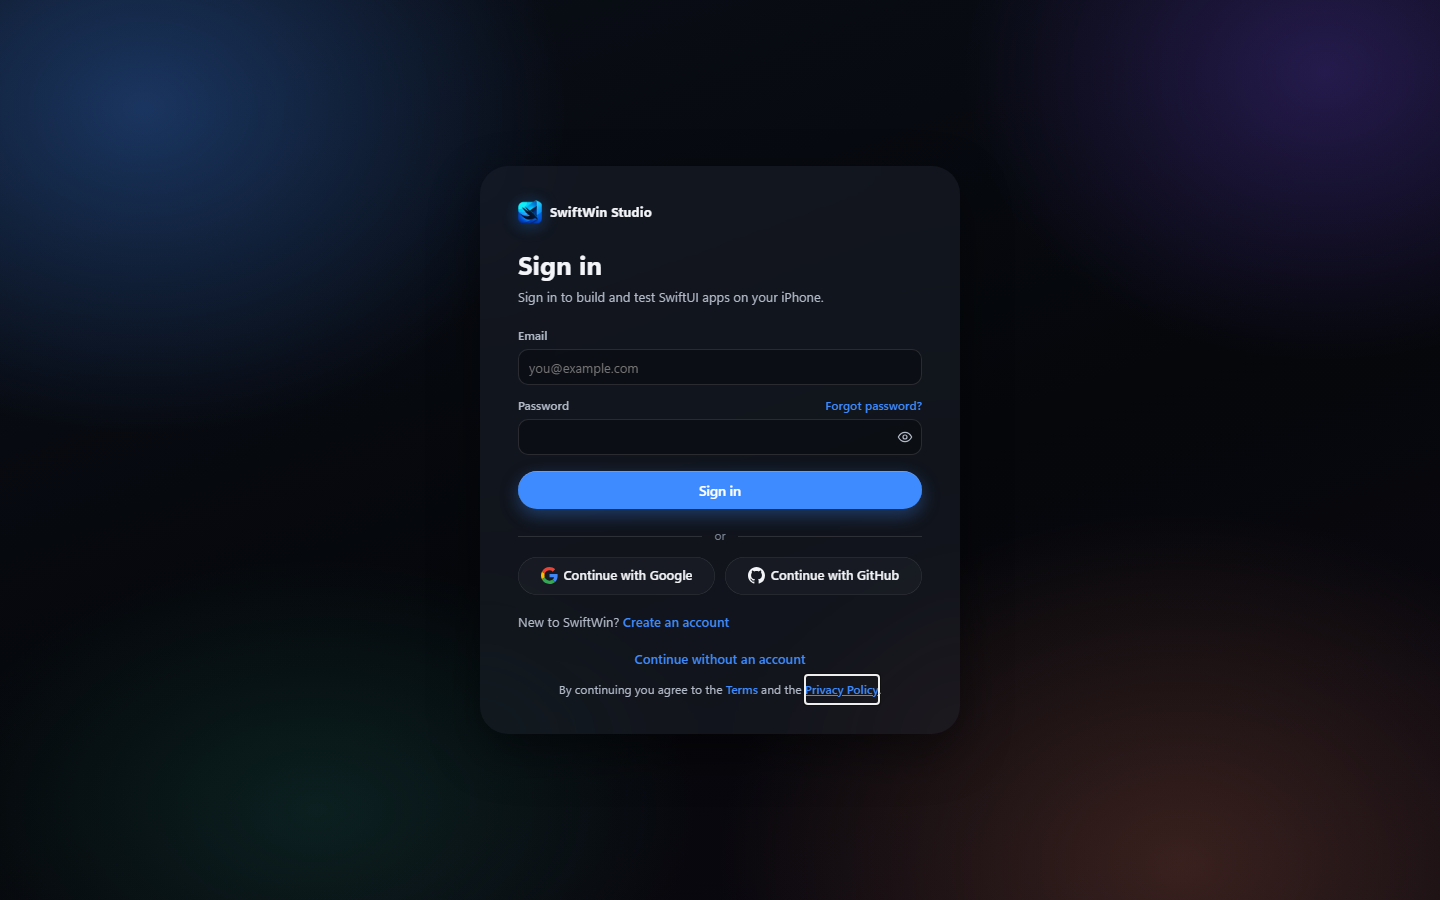 SwiftWin Studio
Sign in
Sign in to build and test SwiftUI apps on your iPhone.
Email
you@example.com
Password Forgot password?
Sign in
or
Continue with Google Continue with GitHub
New to SwiftWin? Create an account
Continue without an account
By continuing you agree to the Terms and the Privacy Policy.